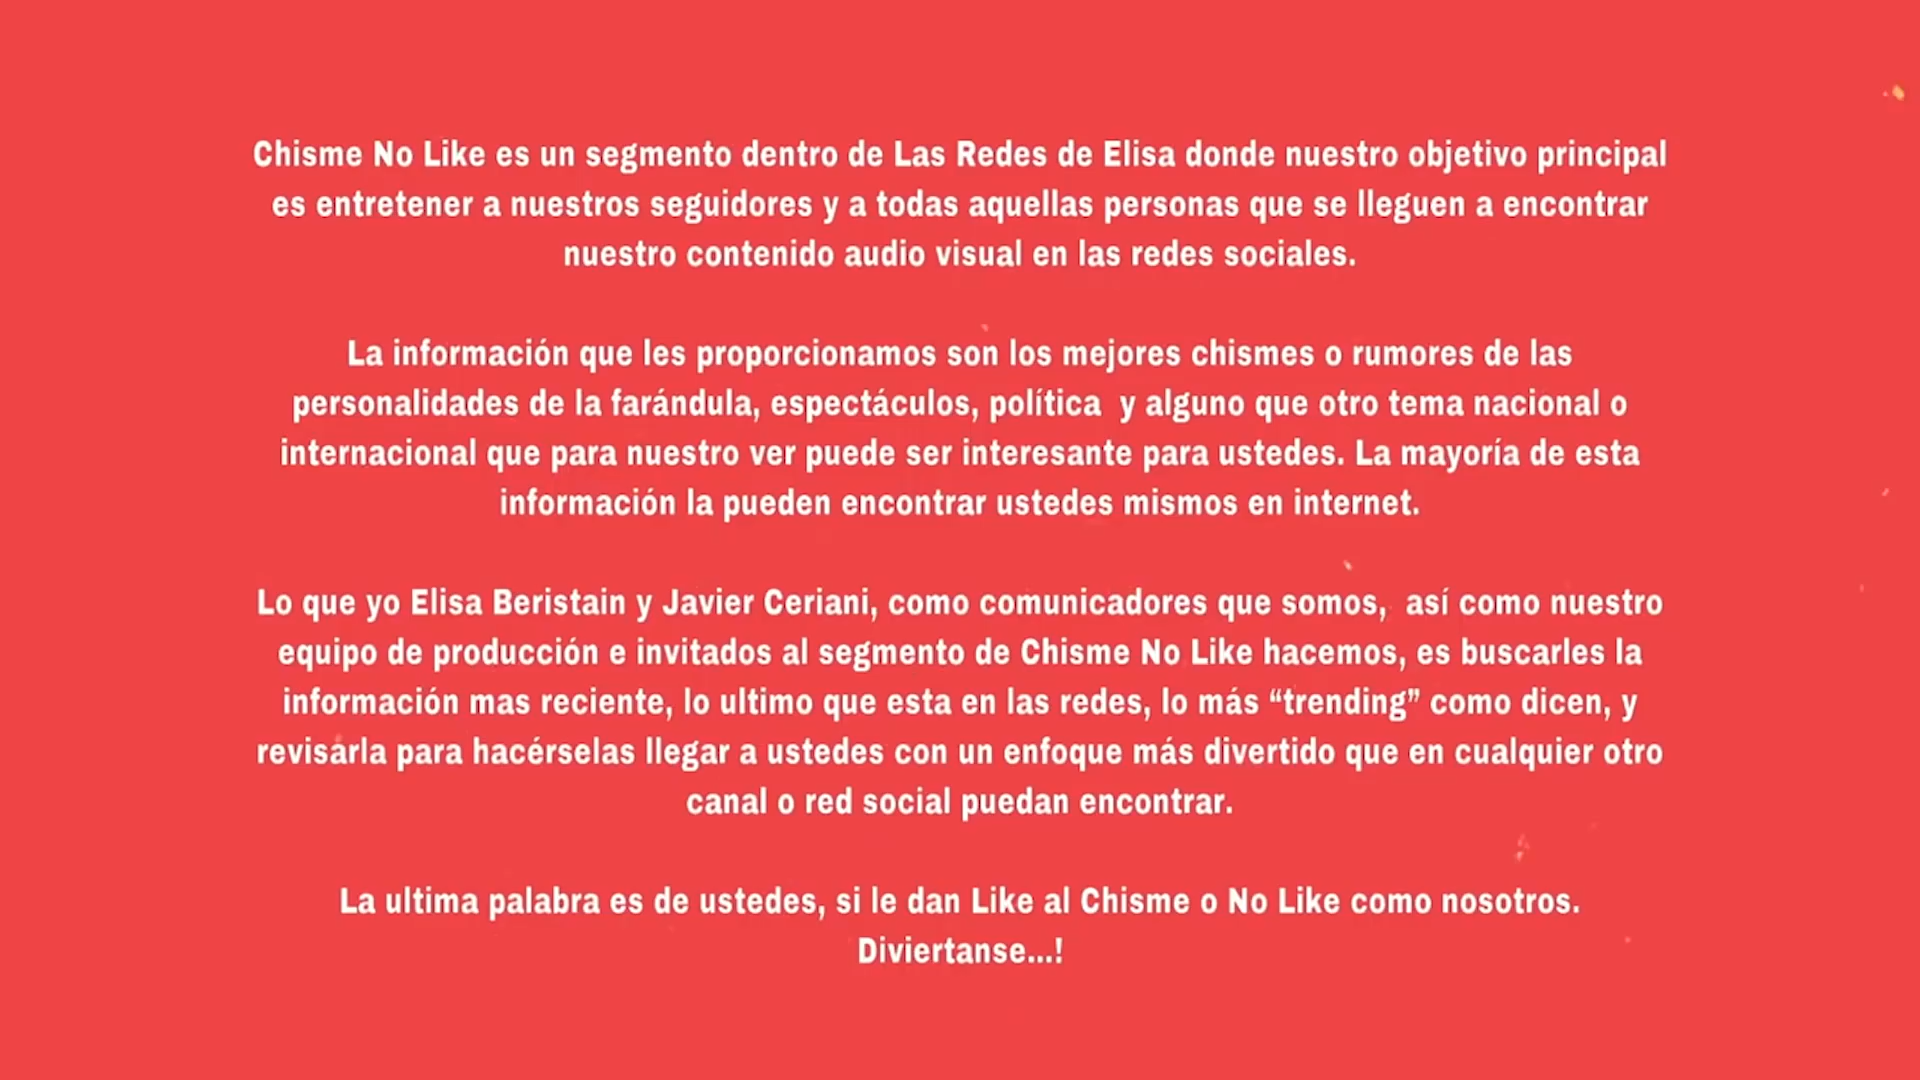 Chisme No Like es un segmento dentro de Las Redes de Elisa donde nuestro objetivo principal
es entretener a nuestros seguidores y a todas aquellas personas que se lleguen a encontrar
nuestro contenido audio visual en las redes sociales.
La información que les proporcionamos son los mejores chismes o rumores de las
personalidades de la farándula, espectáculos, política y alguno que otro tema nacional o
internacional que para nuestro ver puede ser interesante para ustedes. La mayoría de esta
información la pueden encontrar ustedes mismos en internet.
Lo que yo Elisa Beristain y Javier Ceriani, como comunicadores que somos, así como nuestro
equipo de producción e invitados al segmento de Chisme No Like hacemos, es buscarles la
información mas reciente, lo ultimo que esta en las redes, lo más “trending” como dicen, y
revisarla para hacérselas llegar a ustedes con un enfoque más divertido que en cualquier otro
canal o red social puedan encontrar.
La ultima palabra es de ustedes, si le dan Like al Chisme o No Like como nosotros.
Diviertanse...!